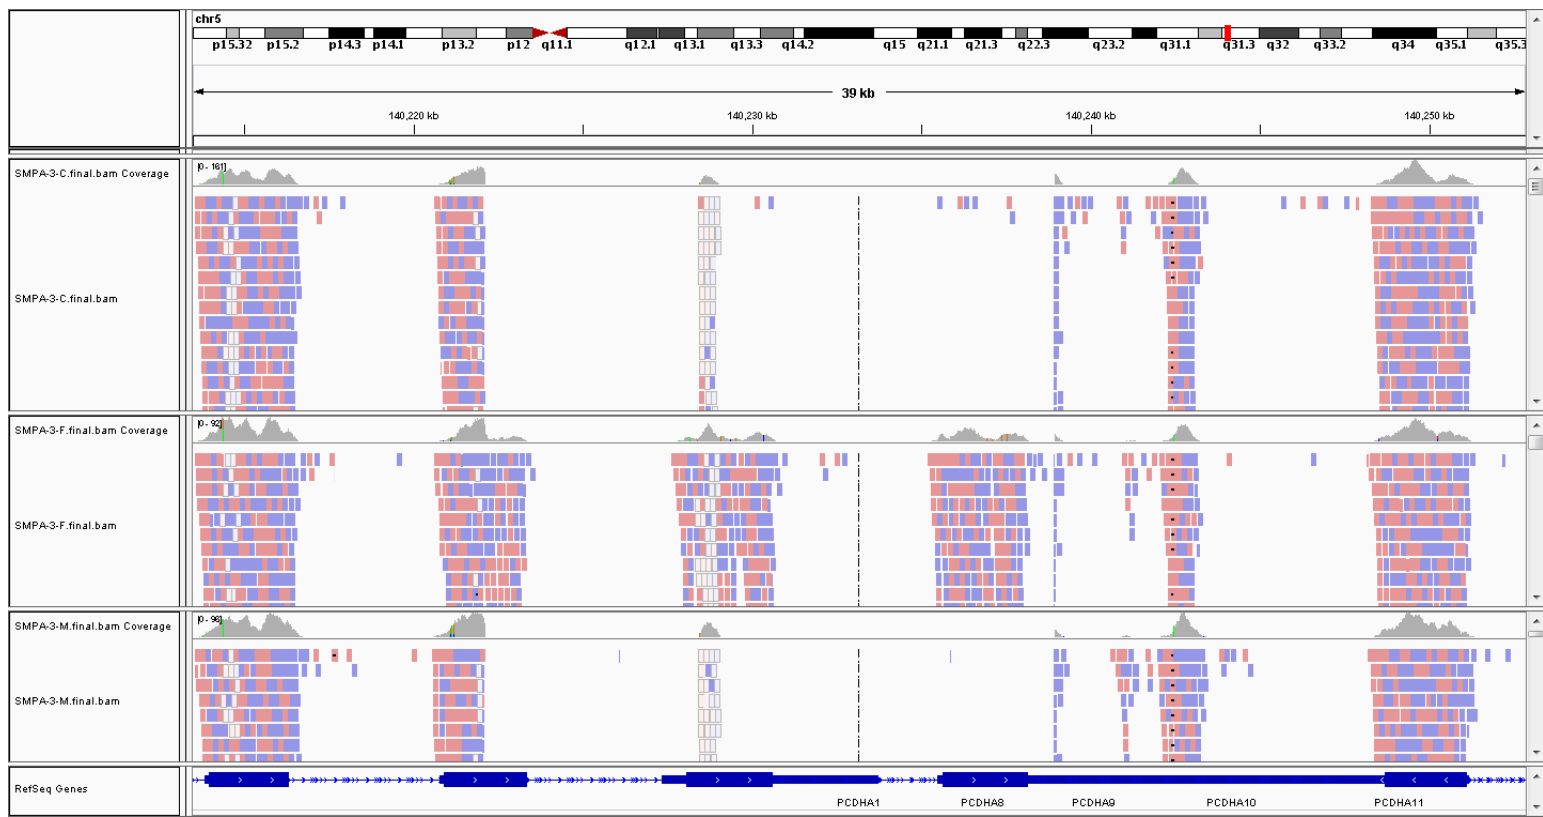 chr5
p15.32 p15.2 p14.3 p14.1 p13.2 p12 q11.1 q12.1 q13.1 q13.3 q14.2 q15 q21.1 q21.3 q22.3 q23.2 q31.1 q31.3 q32 q33.2 q34 q35.1 q35.3
39 kb
140,220 kb 140,230 kb 140,240 kb 140,250 kb
SMPA-3-C.final.bam Coverage
[0 - 161]
SMPA-3-C.final.bam
SMPA-3-F.final.bam Coverage
[0 - 92]
SMPA-3-F.final.bam
SMPA-3-M.final.bam Coverage
[0 - 96]
SMPA-3-M.final.bam
RefSeq Genes
PCDHA1 PCDHA8 PCDHA9 PCDHA10 PCDHA11